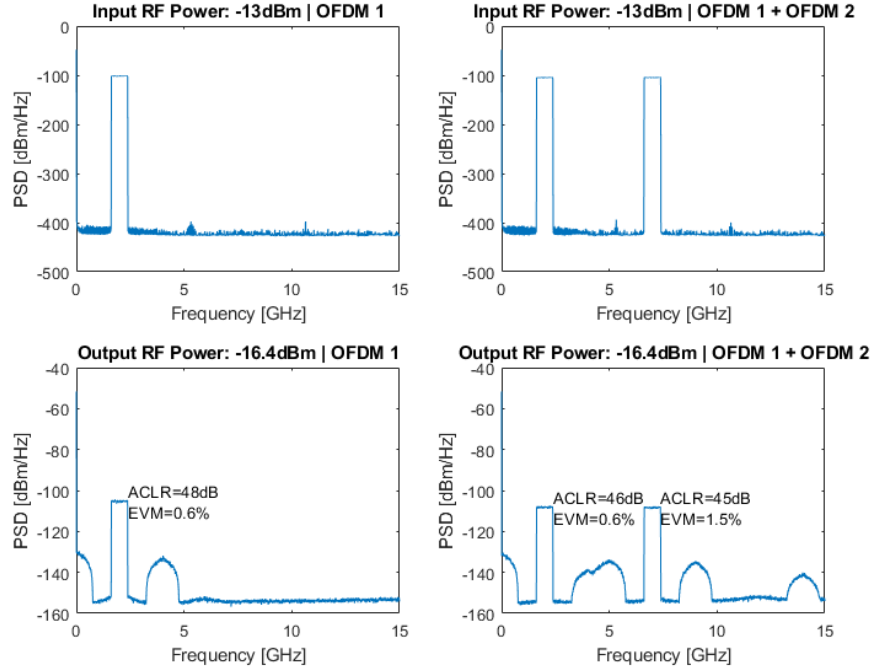 Input RF Power: -13dBm | OFDM 1
0
-100
-200
-300
-400
-500
PSD [dBm/Hz]
0
5
10
15
Frequency [GHz]
Input RF Power: -13dBm | OFDM 1 + OFDM 2
0
-100
-200
-300
-400
-500
PSD [dBm/Hz]
0
5
10
15
Frequency [GHz]
Output RF Power: -16.4dBm | OFDM 1
-40
-60
-80
-100
-120
-140
-160
PSD [dBm/Hz]
ACLR=48dB
EVM=0.6%
0
5
10
15
Frequency [GHz]
Output RF Power: -16.4dBm | OFDM 1 + OFDM 2
-40
-60
-80
-100
-120
-140
-160
PSD [dBm/Hz]
ACLR=46dB
EVM=0.6%
ACLR=45dB
EVM=1.5%
0
5
10
15
Frequency [GHz]